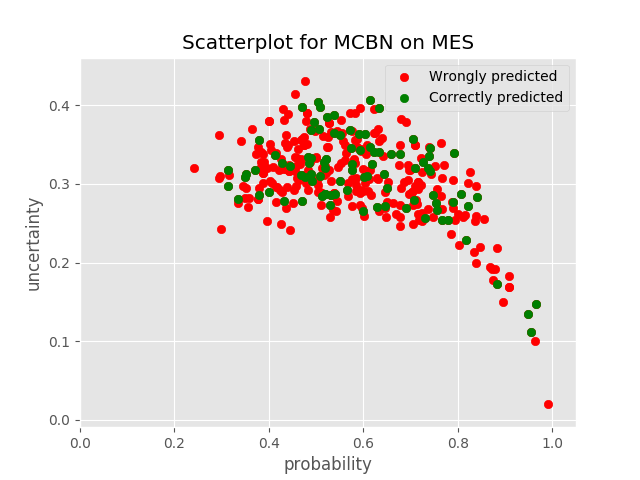 Scatterplot for MCBN on MES
Wrongly predicted
Correctly predicted
uncertainty
0.4
0.3
0.2
0.1
0.0
0.0 0.2 0.4 0.6 0.8 1.0
probability